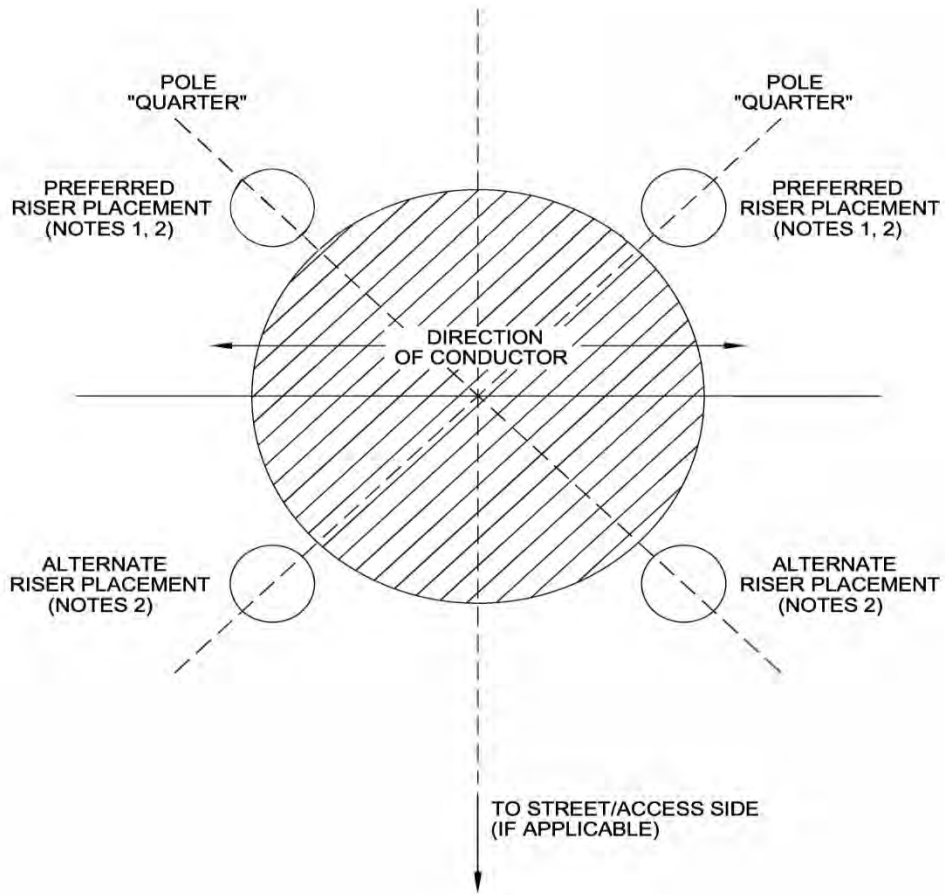 POLE
"QUARTER"
POLE
"QUARTER"
PREFERRED
RISER PLACEMENT
(NOTES 1, 2)
PREFERRED
RISER PLACEMENT
(NOTES 1, 2)
DIRECTION
OF CONDUCTOR
ALTERNATE
RISER PLACEMENT
(NOTES 2)
ALTERNATE
RISER PLACEMENT
(NOTES 2)
TO STREET/ACCESS SIDE
(IF APPLICABLE)